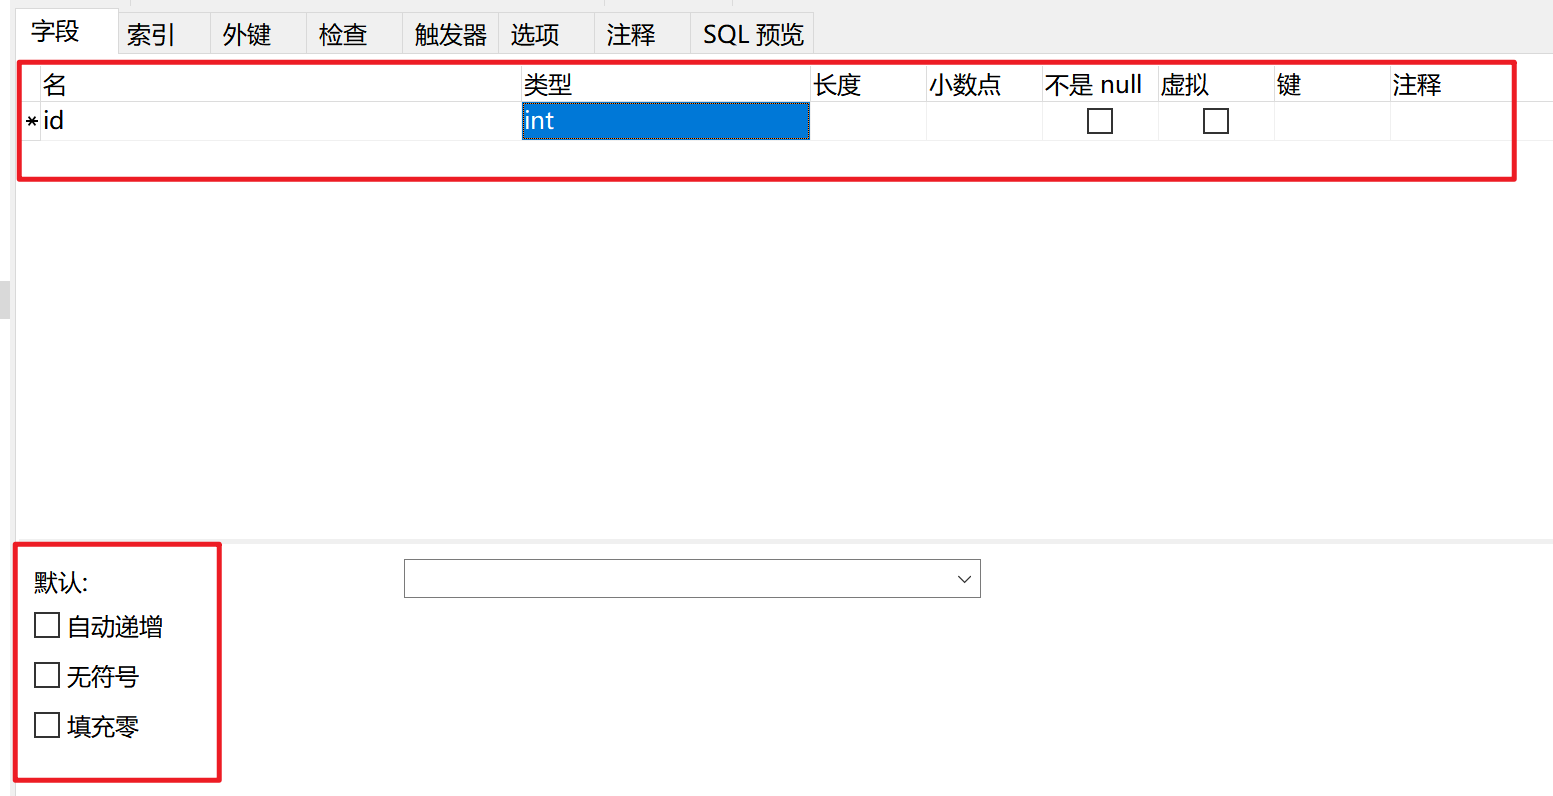 字段 索引 外键 检查 触发器 选项 注释 SQL 预览
名 类型 长度 小数点 不是 null 虚拟 键 注释
* id int
默认:
自动递增
无符号
填充零